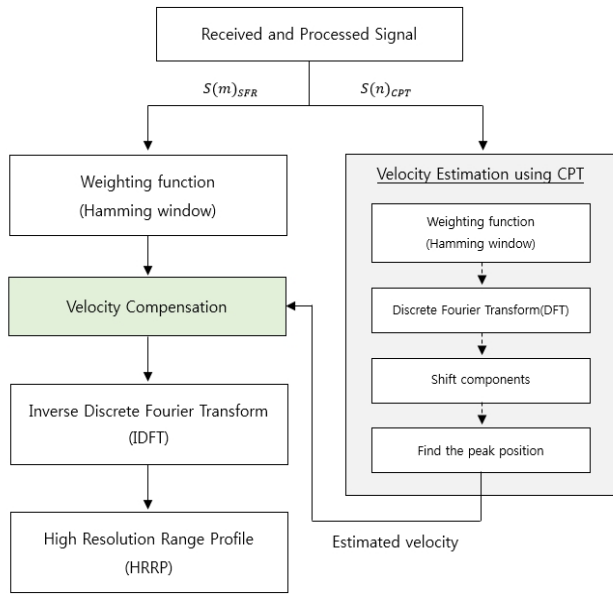 Received and Processed Signal
S(m)SFR
S(n)CPT
Weighting function
(Hamming window)
Velocity Compensation
Inverse Discrete Fourier Transform
(IDFT)
High Resolution Range Profile
(HRRP)
Velocity Estimation using CPT
Weighting function
(Hamming window)
Discrete Fourier Transform(DFT)
Shift components
Find the peak position
Estimated velocity